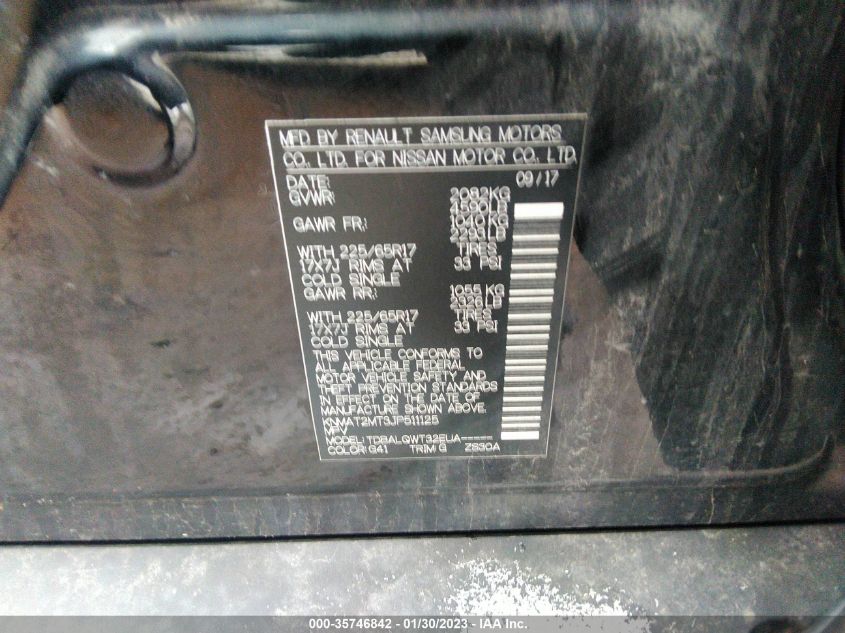 MFD BY RENAULT SAMSUNG MOTORS
CO., LTD. FOR NISSAN MOTOR CO., LTD.
DATE: 09/17
GVWR: 2082KG
4590LB
GAWR FR: 1040KG
2293LB
WITH 225/65R17 TIRES
17X7J RIMS AT 33 PSI
COLD SINGLE
GAWR RR: 1055 KG
2326LB
WITH 225/65R17 TIRES
17X7J RIMS AT 33 PSI
COLD SINGLE
THIS VEHICLE CONFORMS TO
ALL APPLICABLE FEDERAL
MOTOR VEHICLE SAFETY AND
THEFT PREVENTION STANDARDS
IN EFFECT ON THE DATE OF
MANUFACTURE SHOWN ABOVE.
KNMAT2MT3JP511125
MPV
MODEL:TDBALGWT32EUA-----
COLOR:G41 TRIM:G ZS30A
000-35746842 - 01/30/2023 - IAA Inc.